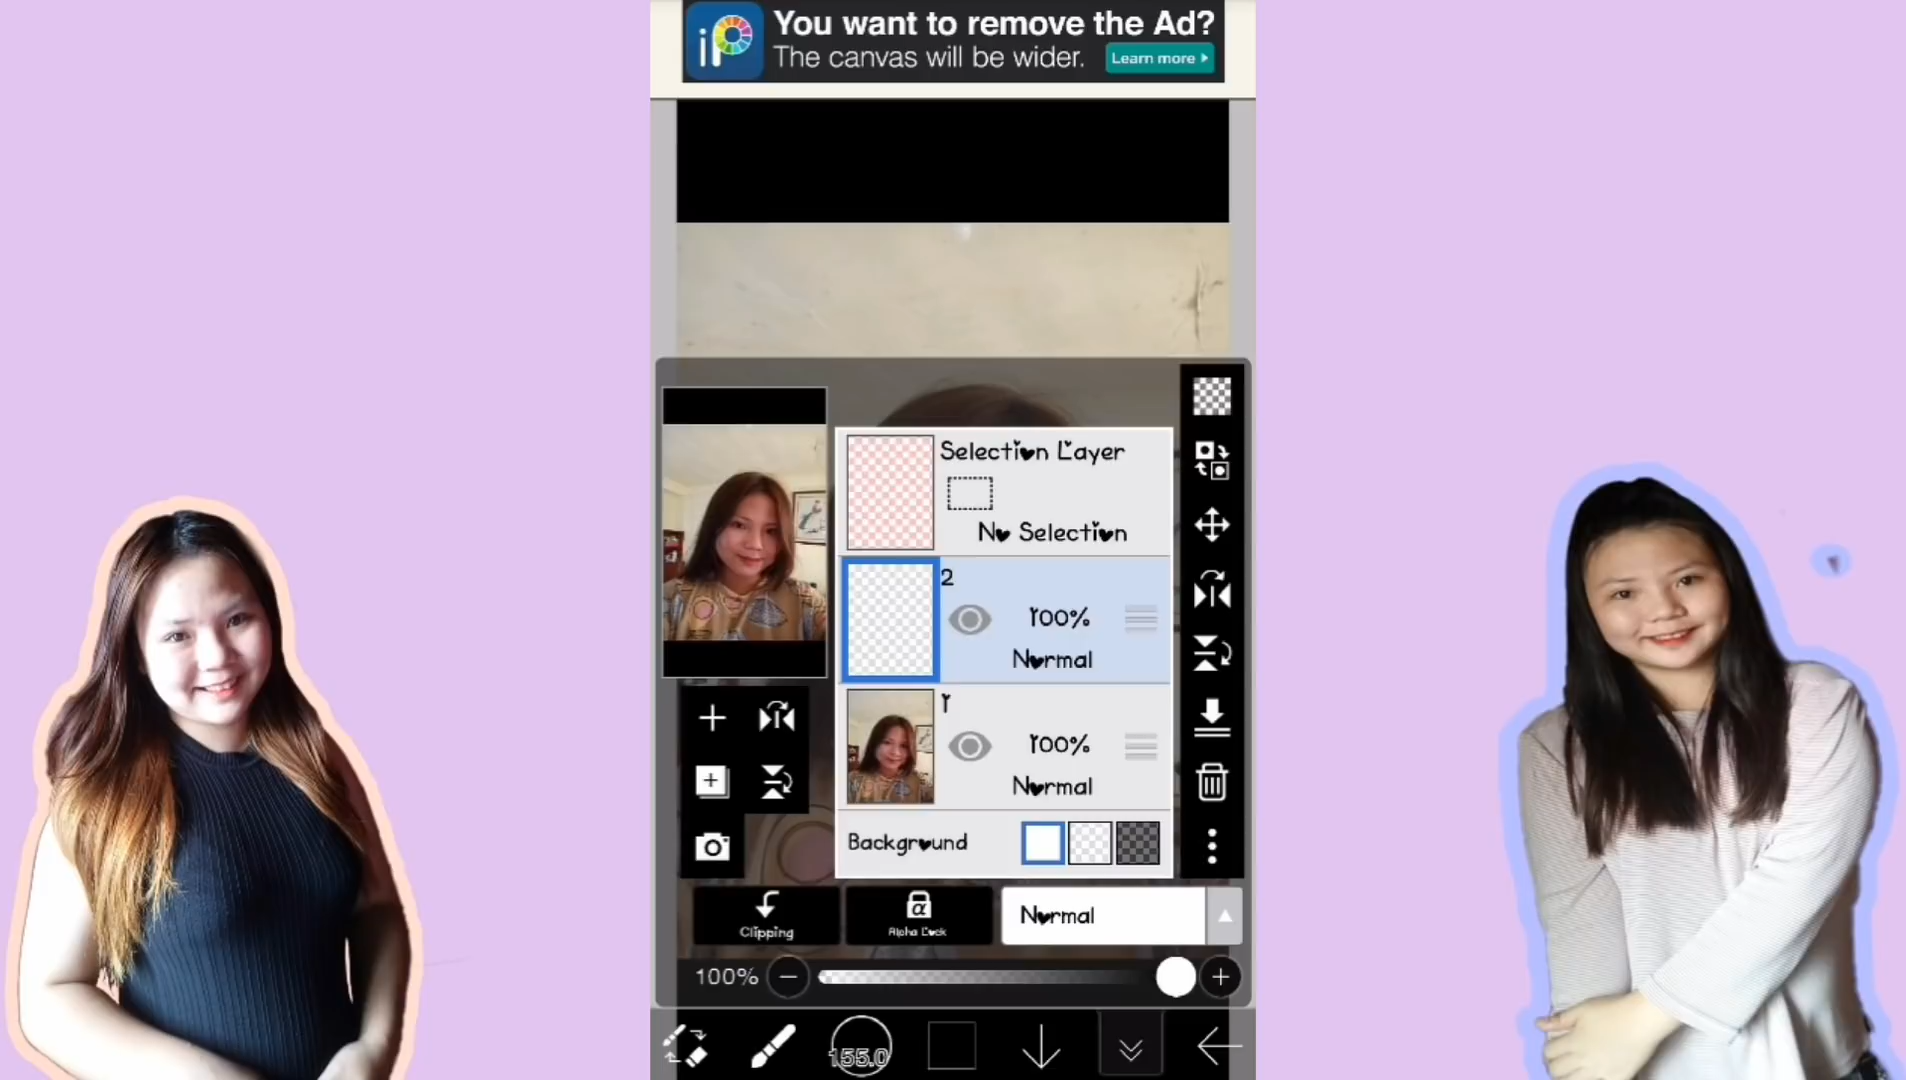 iP
You want to remove the Ad?
The canvas will be wider.
Learn more
Selection Layer
No Selection
2
100%
Normal
1
100%
Normal
Background
Clipping
α
Alpha Lock
Normal
100%
155.0